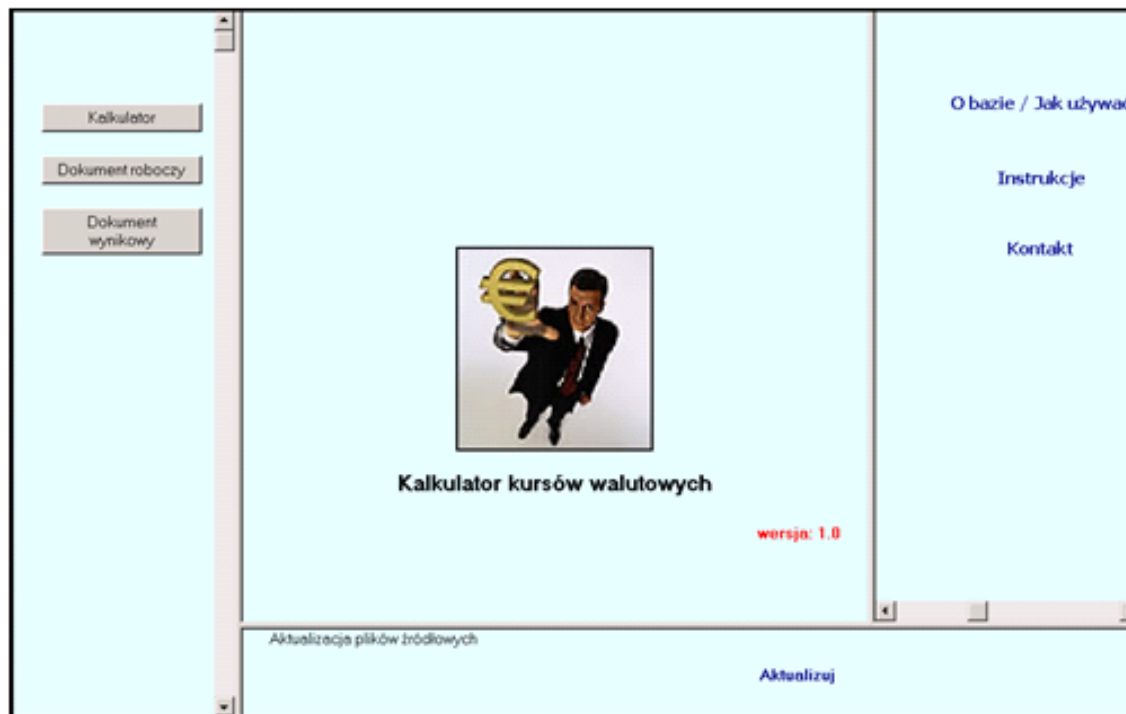 Kalkulator
Dokument roboczy
Dokument
wynikowy
Kalkulator kursów walutowych
wersja: 1.0
O bazie / Jak używać
Instrukcje
Kontakt
Aktualizacja plików źródłowych
Aktualizuj